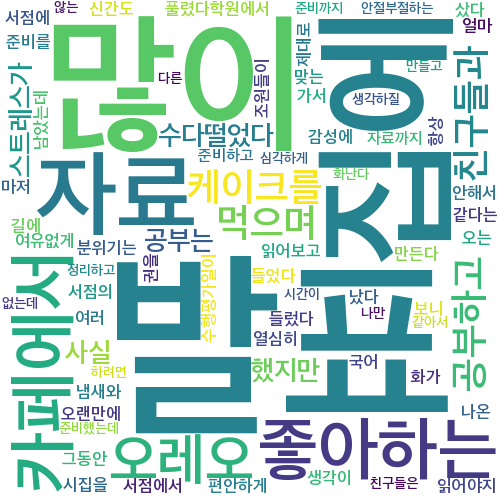 서점에
않는
신간도
풀렸다학원에서
준비까지
안절부절하는
샀다
얼마
준비를
많이
다른
조원들이
제대로
맞는
만들고
생각하질
에
친구들과
스트레스가
남았는데
수다떨었다
가서
감성에
자료까지
항상
마저
자료
준비하고
심각하게
화난다
집
안해서
케이크를
같다는
길에
여유없게
먹으며
분위기는
공부는
읽어보고
만든다
오는
정리하고
권을
들었다
카페에서
서점의
발표
수행평가일이
시간이
났다
보니
같아서
공부하고
없는데
여러
들렀다
나만
사실
열심히
하려면
했지만
국어
화가
냄새와
오랜만에
나온
준비했는데
오레오
좋아하는
그동안
생각이
시집을
서점에서
편안하게
친구들은
읽어야지